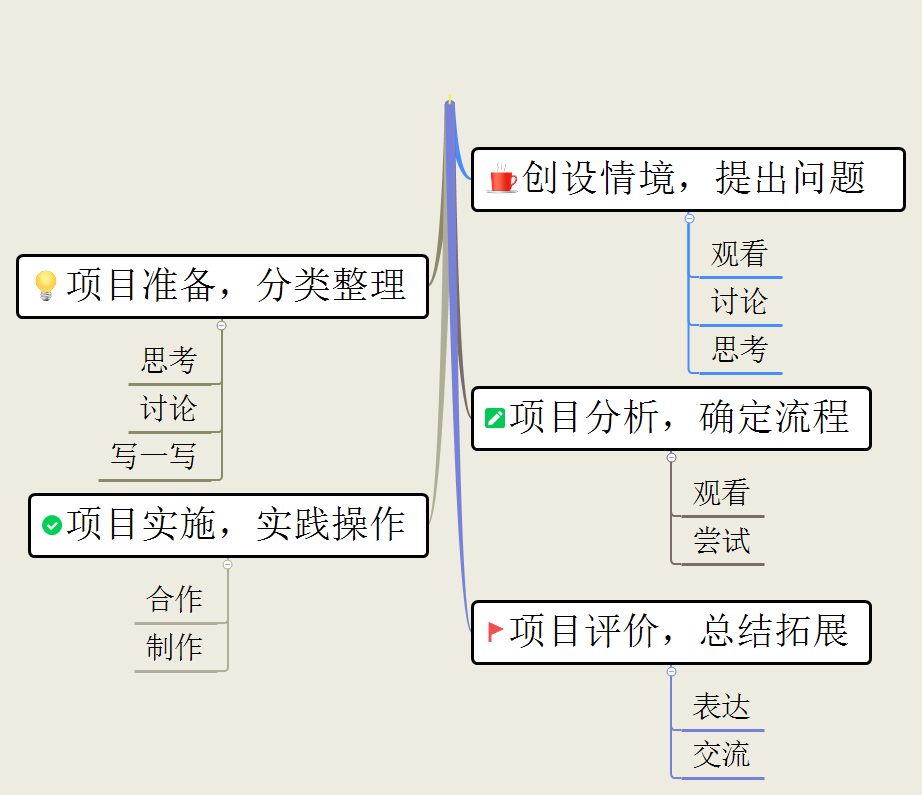 创设情境，提出问题
观看
讨论
思考
项目分析，确定流程
观看
尝试
项目评价，总结拓展
表达
交流
项目准备，分类整理
思考
讨论
写一写
项目实施，实践操作
合作
制作